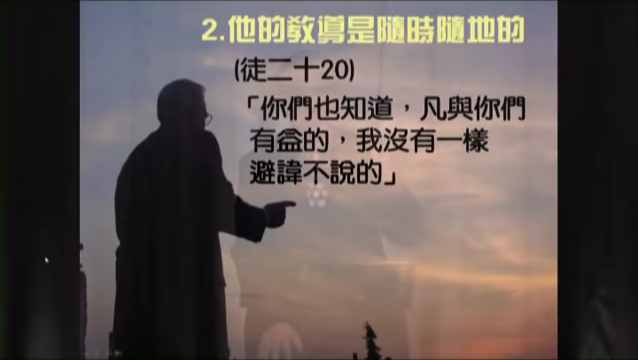 2.他的教導是隨時隨地的
(徒二十20)
「你們也知道，凡與你們
有益的，我沒有一樣
避諱不說的」